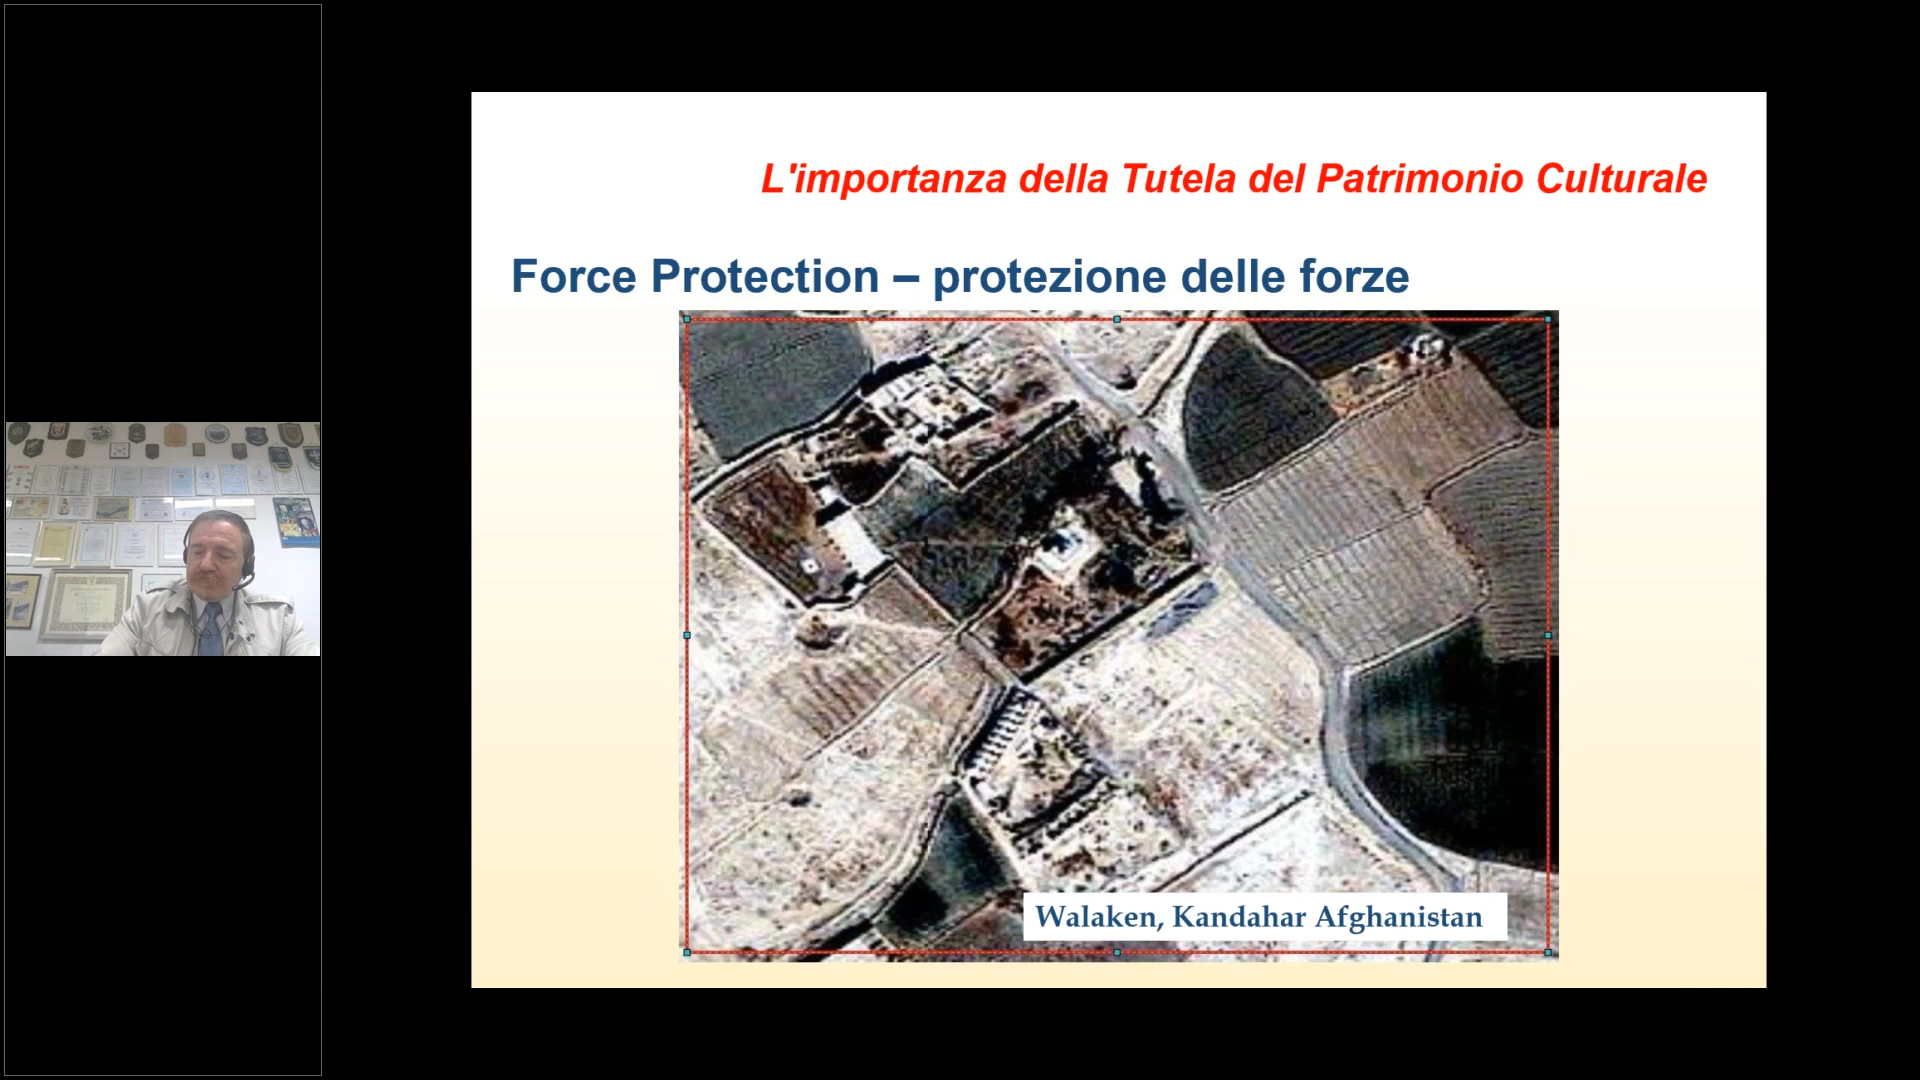 L'importanza della Tutela del Patrimonio Culturale
Force Protection – protezione delle forze
Walaken, Kandahar Afghanistan